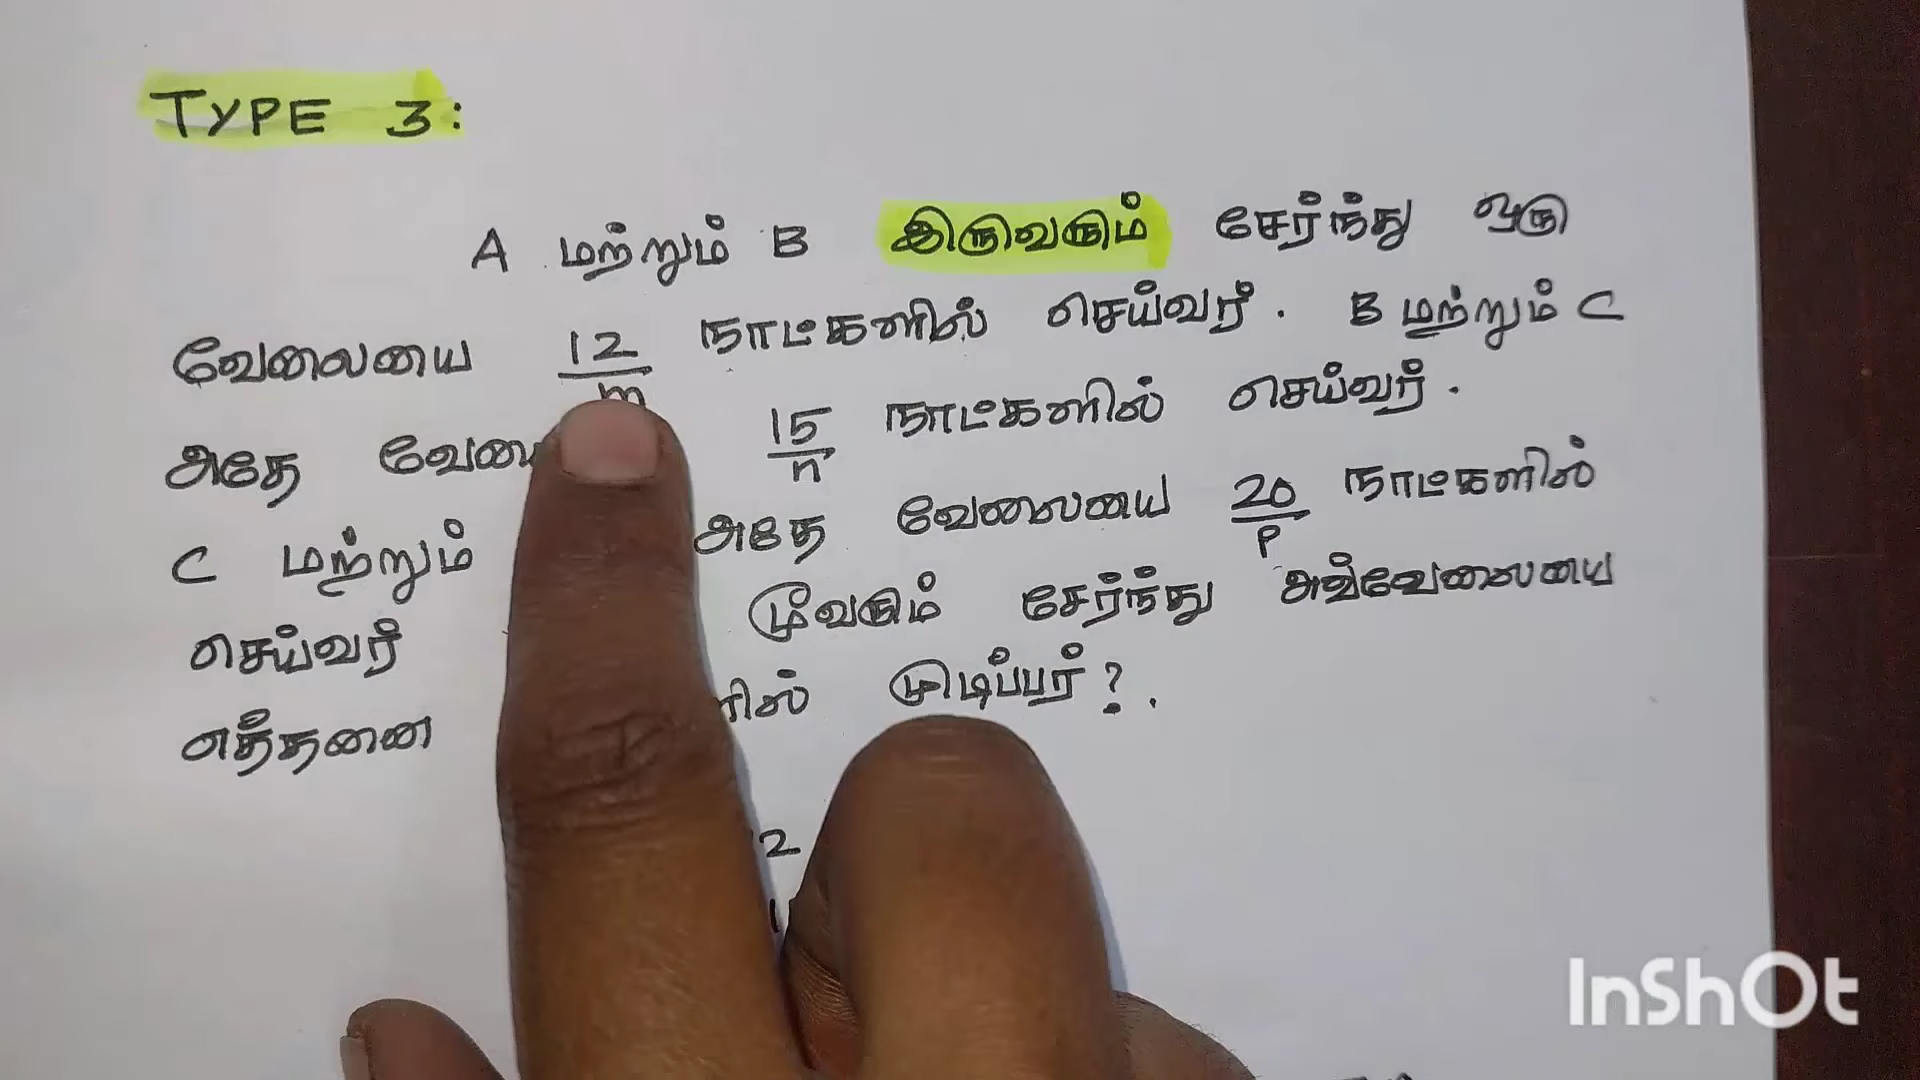 TYPE 3:
A மற்றும் B இருவரும் சேர்ந்து ஒரு
வேலையை 12 நாட்களில் செய்வர். B மற்றும் C
m
அதே 15 நாட்களில் செய்வர்.
n
C மற்றும் அதே வேலையை 20 நாட்களில்
P
செய்வர் மூவரும் சேர்ந்து அவ்வேலையை
எத்தனை முடிப்பர்?.
InShOt